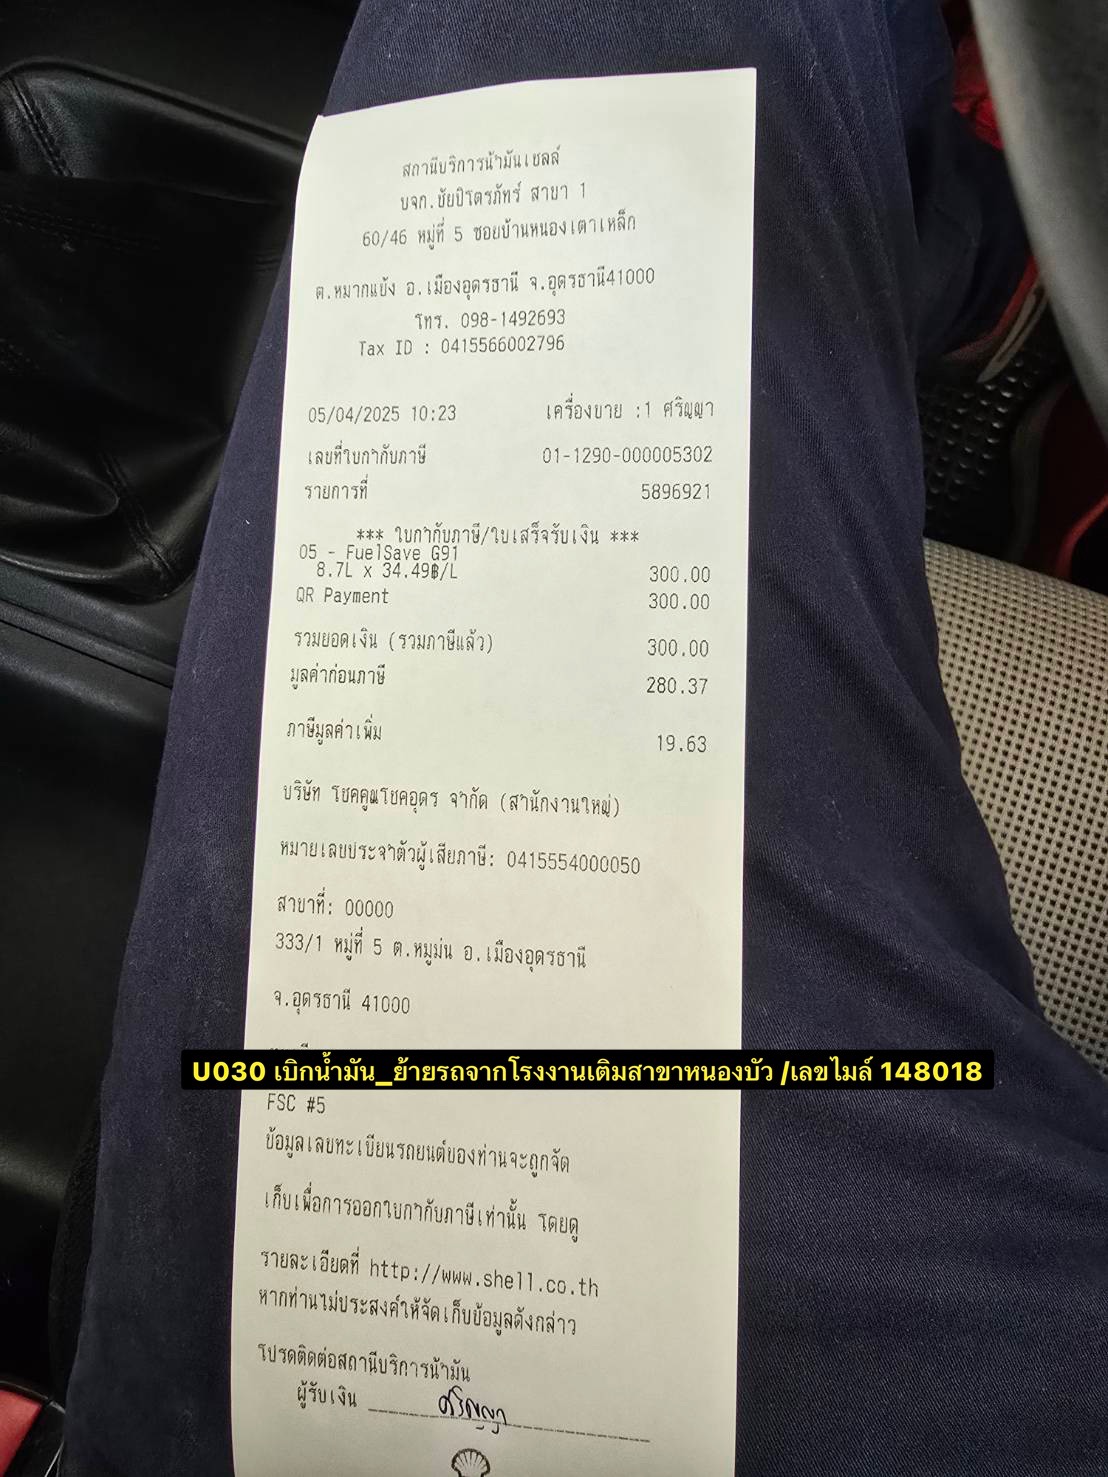 สถานีบริการน้ำมันเชลล์
บจก.ชัยปิโตรภัทร์ สาขา 1
60/46 หมู่ที่ 5 ซอยบ้านหนองเตาเหล็ก
ต.หมากแข้ง อ.เมืองอุดรธานี จ.อุดรธานี41000
โทร. 098-1492693
Tax ID : 0415566002796
05/04/2025 10:23 เครื่องขาย :1 ศริญญา
เลขที่ใบกำกับภาษี 01-1290-000005302
รายการที่ 5896921
*** ใบกำกับภาษี/ใบเสร็จรับเงิน ***
05 - FuelSave G91
8.7L x 34.49฿/L 300.00
QR Payment 300.00
รวมยอดเงิน (รวมภาษีแล้ว) 300.00
มูลค่าก่อนภาษี 280.37
ภาษีมูลค่าเพิ่ม 19.63
บริษัท โชคคูณโชคอุดร จำกัด (สำนักงานใหญ่)
หมายเลขประจำตัวผู้เสียภาษี: 0415554000050
สาขาที่: 00000
333/1 หมู่ที่ 5 ต.หมูม่น อ.เมืองอุดรธานี
จ.อุดรธานี 41000
U030 เบิกน้ำมัน_ย้ายรถจากโรงงานเติมสาขาหนองบัว /เลขไมล์ 148018
FSC #5
ข้อมูลเลขทะเบียนรถยนต์ของท่านจะถูกจัด
เก็บเพื่อการออกใบกำกับภาษีเท่านั้น โดยดู
รายละเอียดที่ http://www.shell.co.th
หากท่านไม่ประสงค์ให้จัดเก็บข้อมูลดังกล่าว
โปรดติดต่อสถานีบริการน้ำมัน
ผู้รับเงิน ศริญญา